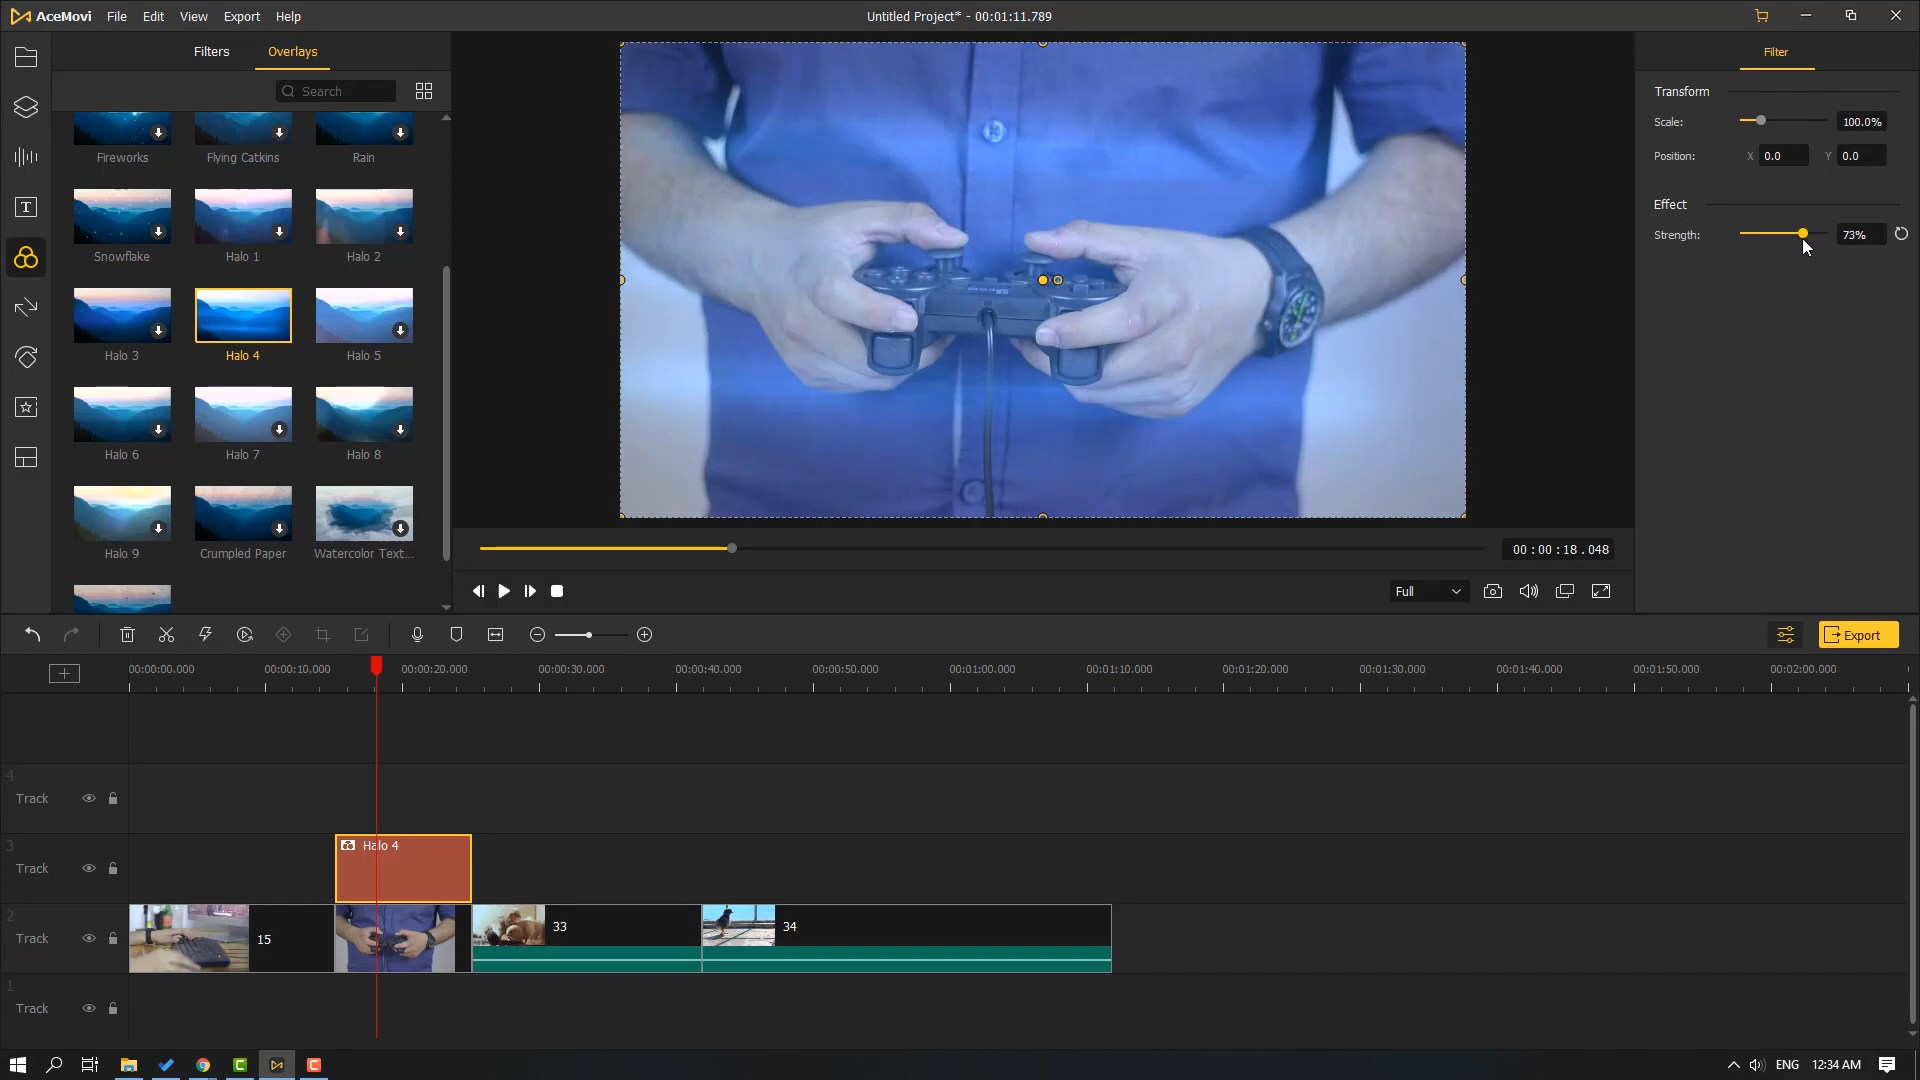 AceMovi File Edit View Export Help
Untitled Project* - 00:01:11.789
Filters Overlays
Search
Fireworks Flying Catkins Rain
Snowflake Halo 1 Halo 2
Halo 3 Halo 4 Halo 5
Halo 6 Halo 7 Halo 8
Halo 9 Crumpled Paper Watercolor Text...
Filter
Transform
Scale: 100.0%
Position: X 0.0 Y 0.0
Effect
Strength: 73%
00 : 00 : 18 . 048
Full
Export
00:00:00.000 00:00:10.000 00:00:20.000 00:00:30.000 00:00:40.000 00:00:50.000 00:01:00.000 00:01:10.000 00:01:20.000 00:01:30.000 00:01:40.000 00:01:50.000 00:02:00.000
4
Track
3
Track
Halo 4
2
Track
15
33
34
1
Track
ENG 12:34 AM